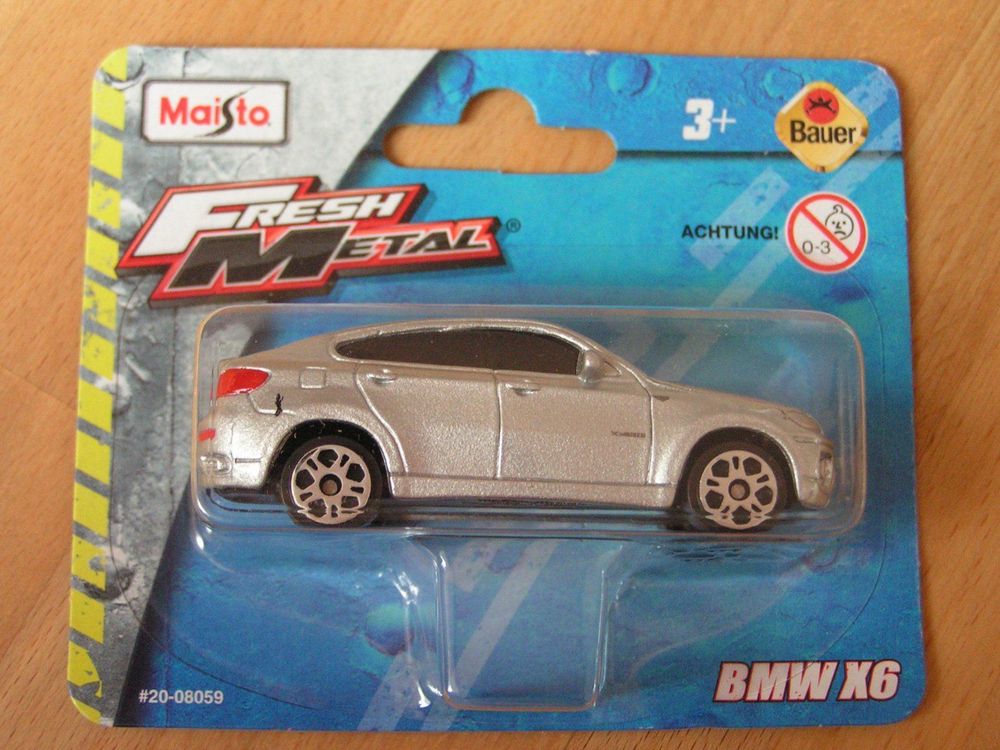 Maisto
3+
Bauer
FRESH
METAL®
ACHTUNG!
0-3
#20-08059
BMW X6